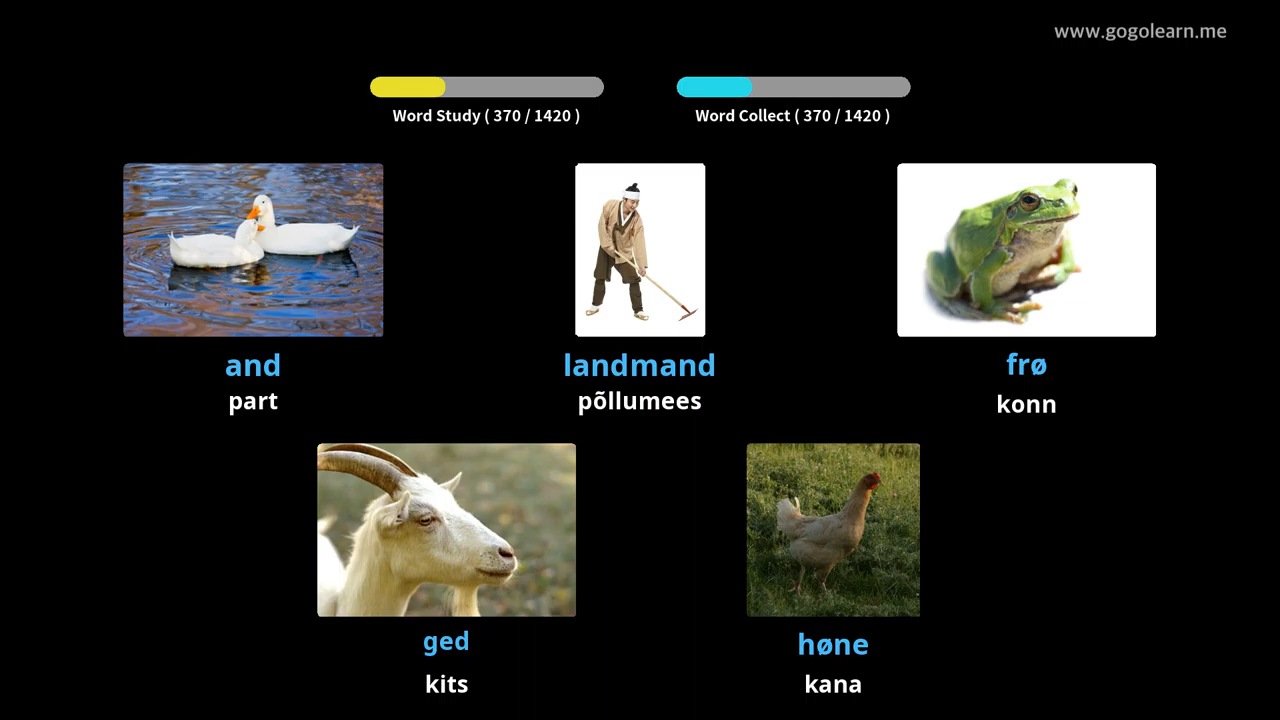 www.gogolearn.me
Word Study ( 370 / 1420 )
Word Collect ( 370 / 1420 )
and
part
landmand
põllumees
frø
konn
ged
kits
høne
kana